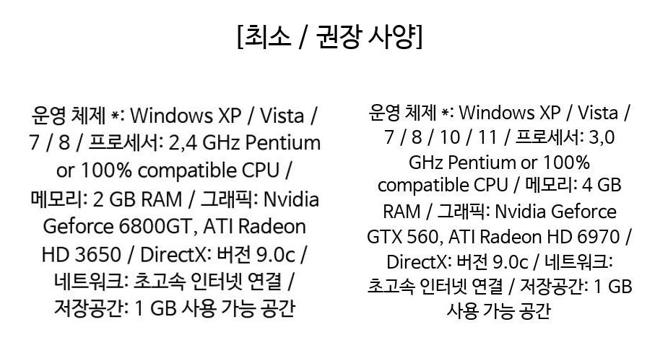 [최소 / 권장 사양]
운영 체제 *: Windows XP / Vista /
7 / 8 / 프로세서: 2,4 GHz Pentium
or 100% compatible CPU /
메모리: 2 GB RAM / 그래픽: Nvidia
Geforce 6800GT, ATI Radeon
HD 3650 / DirectX: 버전 9.0c /
네트워크: 초고속 인터넷 연결 /
저장공간: 1 GB 사용 가능 공간
운영 체제 *: Windows XP / Vista /
7 / 8 / 10 / 11 / 프로세서: 3,0
GHz Pentium or 100%
compatible CPU / 메모리: 4 GB
RAM / 그래픽: Nvidia Geforce
GTX 560, ATI Radeon HD 6970 /
DirectX: 버전 9.0c / 네트워크:
초고속 인터넷 연결 / 저장공간: 1 GB
사용 가능 공간